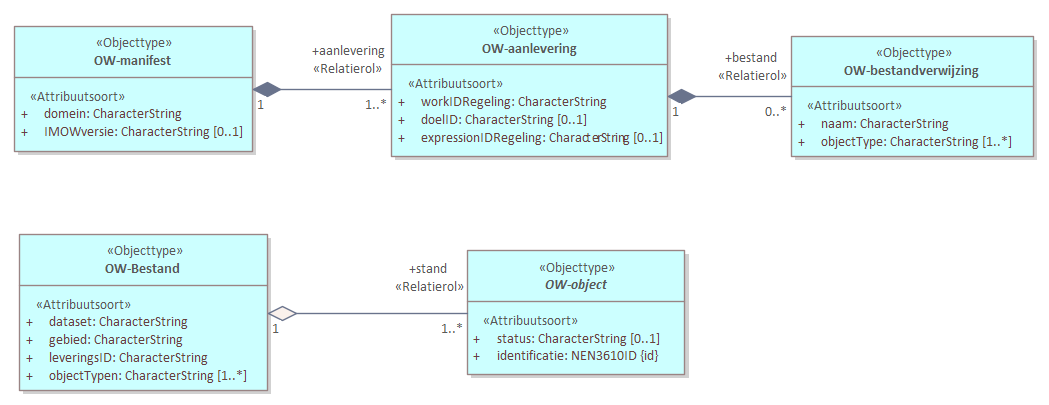 «Objecttype»
OW-manifest
«Attribuutsoort»
+ domein: CharacterString
+ IMOWversie: CharacterString [0..1]
+aanlevering
«Relatierol»
1
1..*
«Objecttype»
OW-aanlevering
«Attribuutsoort»
+ workIDRegeling: CharacterString
+ doelID: CharacterString [0..1]
+ expressionIDRegeling: CharacterString [0..1]
+bestand
«Relatierol»
1
0..*
«Objecttype»
OW-bestandverwijzing
«Attribuutsoort»
+ naam: CharacterString
+ objectType: CharacterString [1..*]
«Objecttype»
OW-Bestand
«Attribuutsoort»
+ dataset: CharacterString
+ gebied: CharacterString
+ leveringsID: CharacterString
+ objectTypen: CharacterString [1..*]
+stand
«Relatierol»
1
1..*
«Objecttype»
OW-object
«Attribuutsoort»
+ status: CharacterString [0..1]
+ identificatie: NEN3610ID {id}